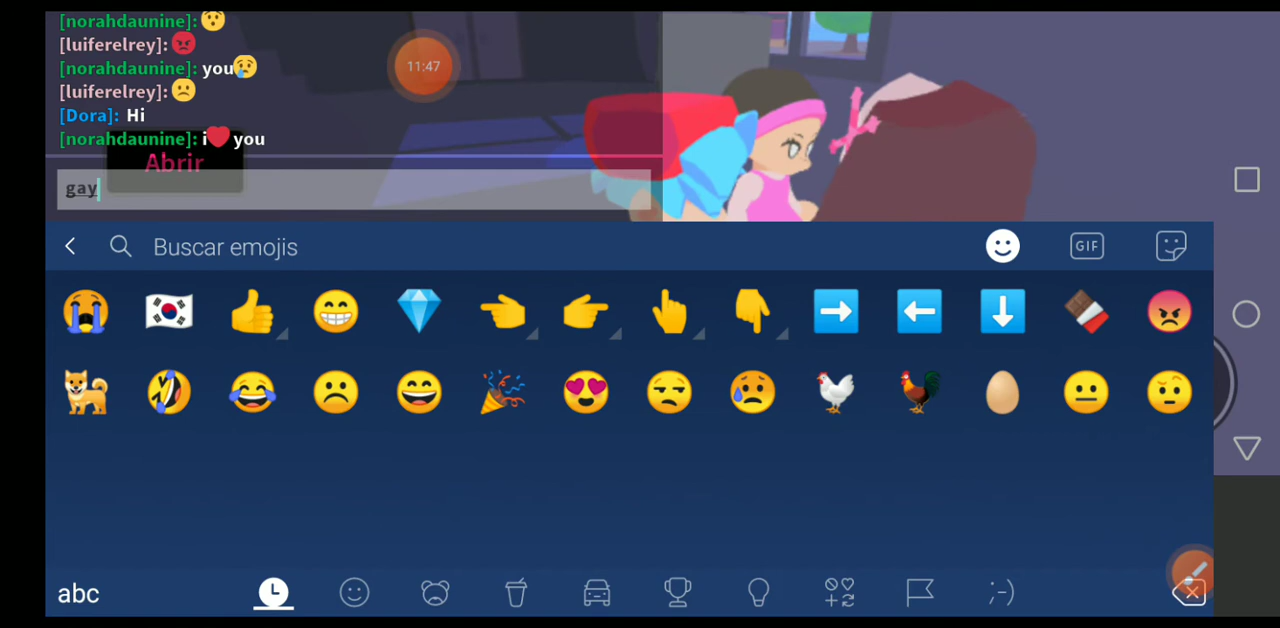 [norahdaunine]: 😯
[luiferelrey]: 😡
[norahdaunine]: you😢
[luiferelrey]: 🙁
[Dora]: Hi
[norahdaunine]: i❤️you
11:47
Abrir
gay
Buscar emojis
GIF
abc
;-)